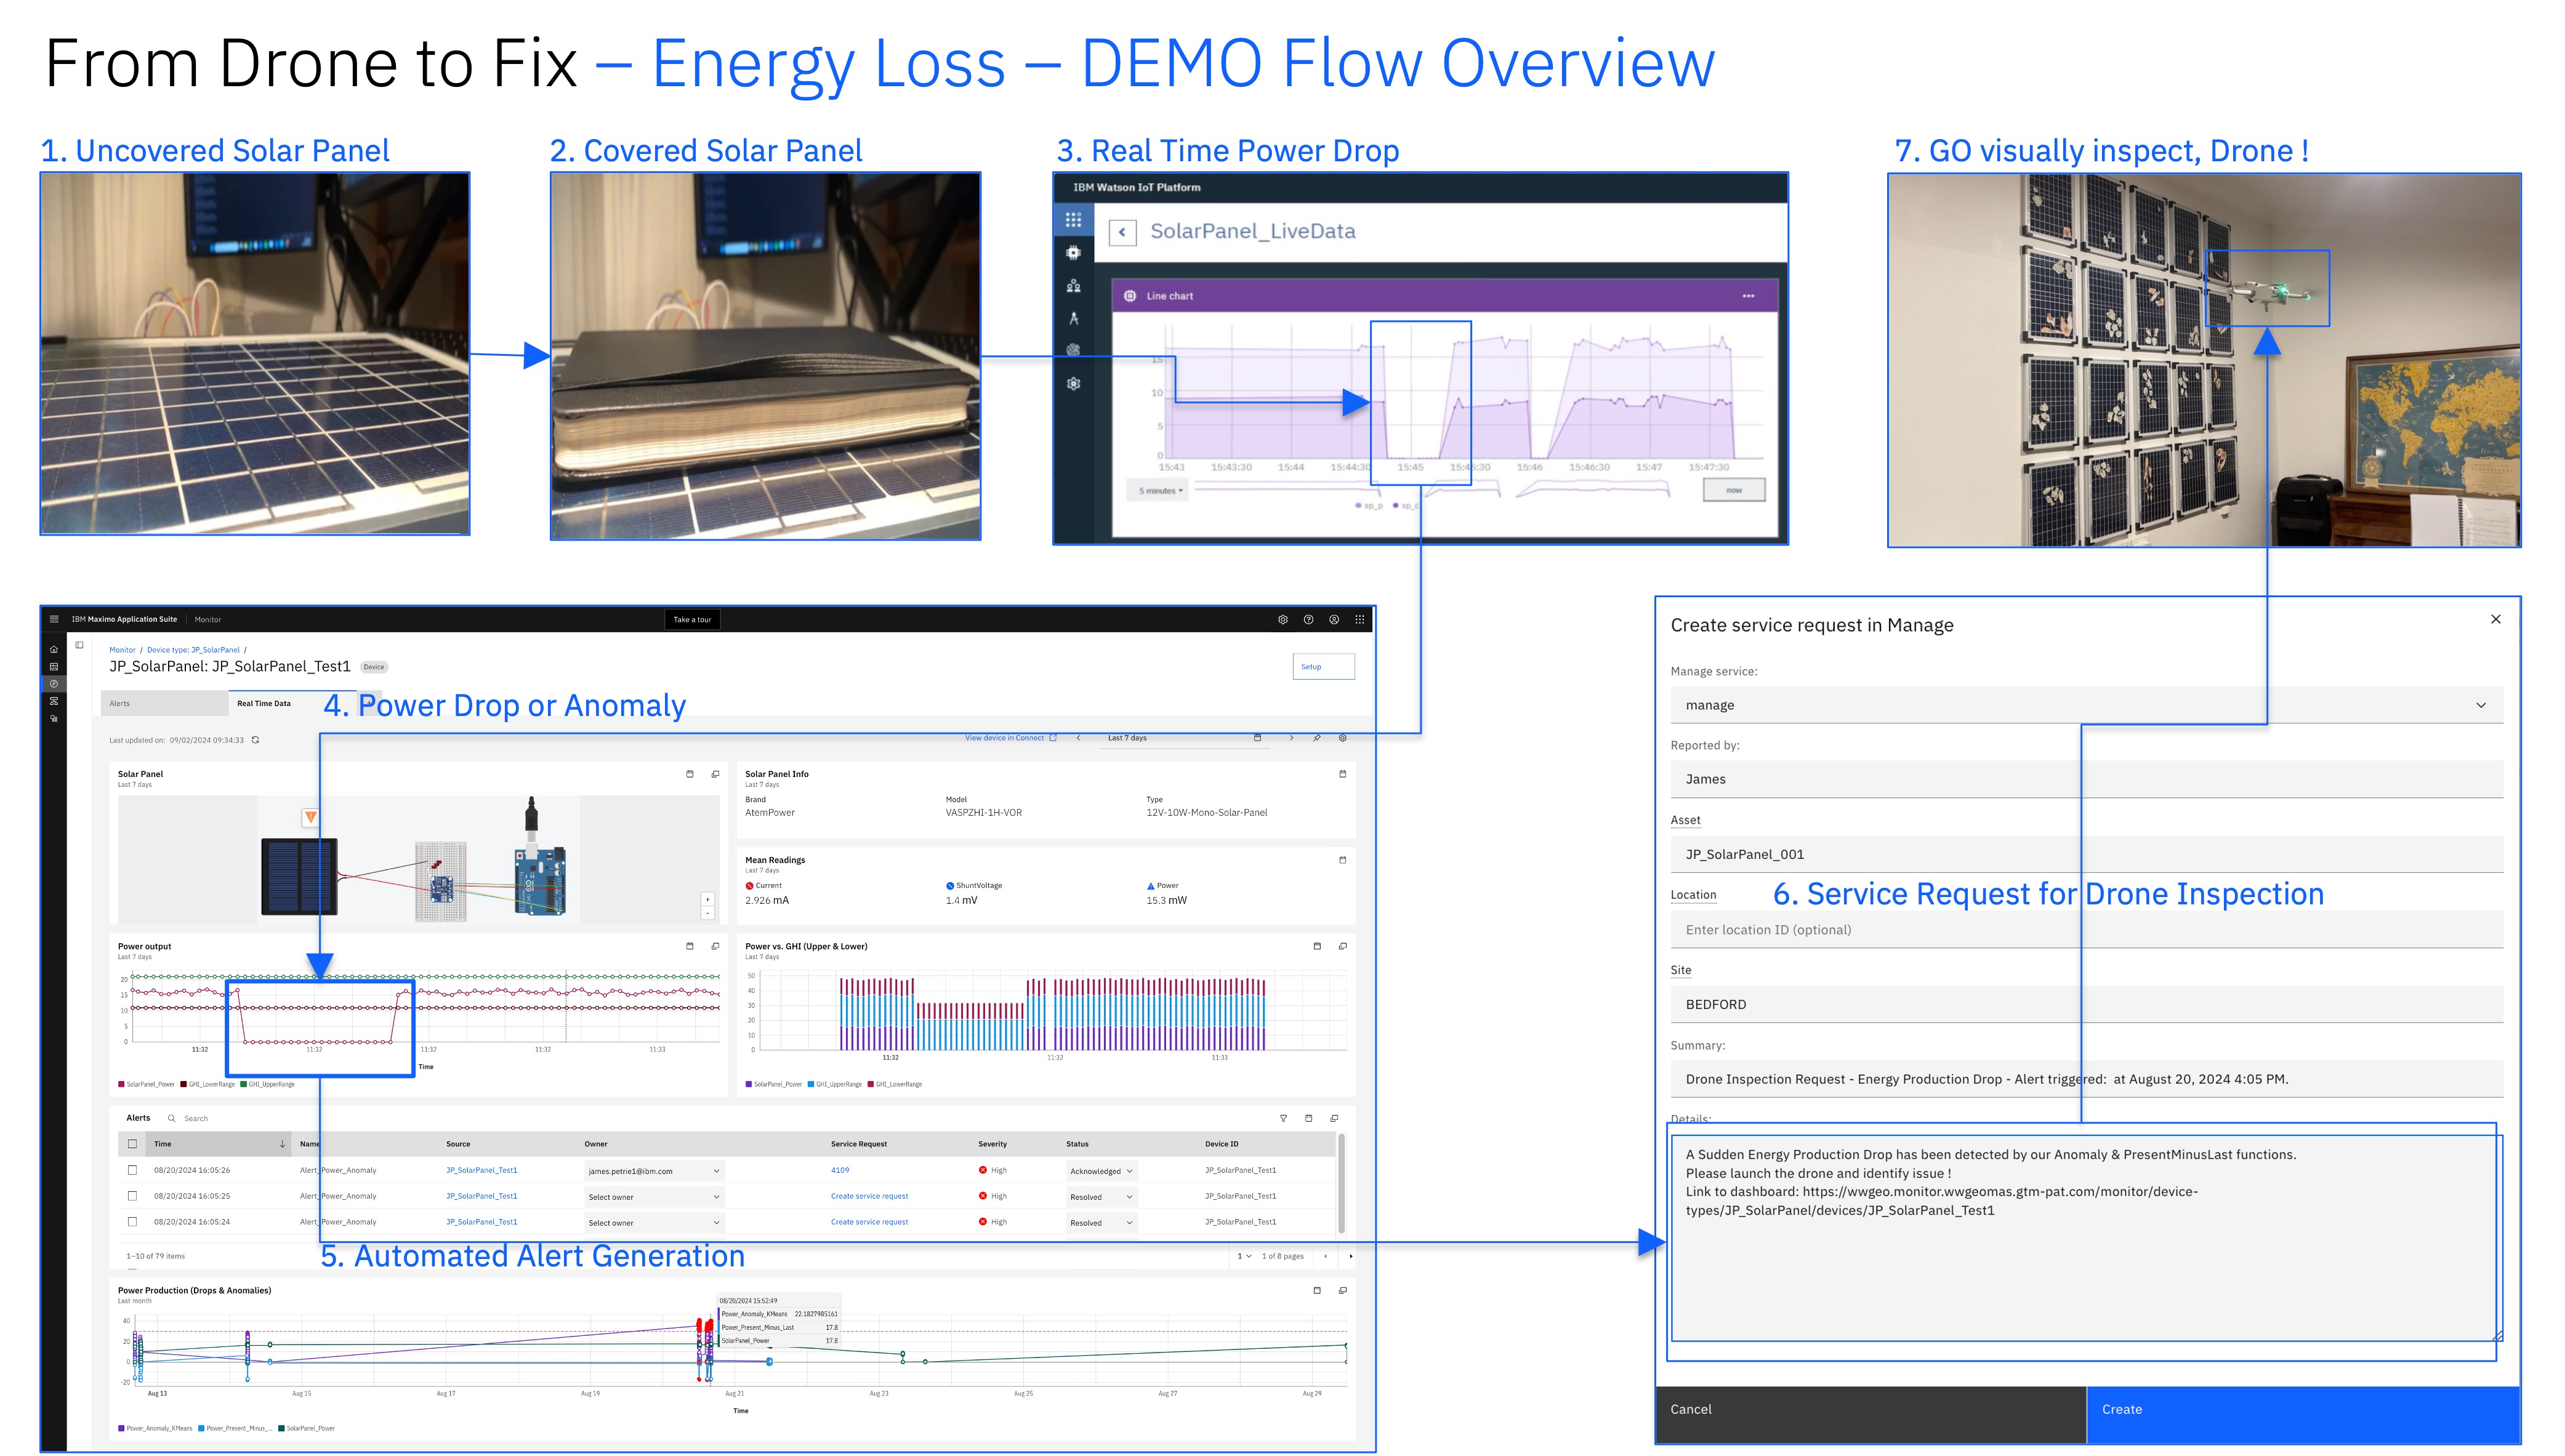 From Drone to Fix – Energy Loss – DEMO Flow Overview
1. Uncovered Solar Panel
2. Covered Solar Panel
3. Real Time Power Drop
7. GO visually inspect, Drone !
IBM Watson IoT Platform
SolarPanel_LiveData
Line chart
15
10
5
0
15:43 15:43:30 15:44 15:44:30 15:45 15:45:30 15:46 15:46:30 15:47 15:47:30
5 minutes
now
sp_p sp_c
IBM Maximo Application Suite Monitor
Take a tour
Monitor / Device type: JP_SolarPanel /
JP_SolarPanel: JP_SolarPanel_Test1 Device
Setup
Alerts
Real Time Data
4. Power Drop or Anomaly
Last updated on: 09/02/2024 09:34:33
View device in Connect
Last 7 days
Solar Panel
Last 7 days
+
-
Solar Panel Info
Last 7 days
Brand Model Type
AtemPower VASPZHI-1H-VOR 12V-10W-Mono-Solar-Panel
Mean Readings
Last 7 days
Current ShuntVoltage Power
2.926 mA 1.4 mV 15.3 mW
Power output
Last 7 days
20
15
10
5
0
11:32 11:32 11:32 11:32 11:33
Time
SolarPanel_Power GHI_LowerRange GHI_UpperRange
Power vs. GHI (Upper & Lower)
Last 7 days
50
40
30
20
10
0
11:32 11:32 11:33
SolarPanel_Power GHI_UpperRange GHI_LowerRange
Alerts Search
Time Name Source Owner Service Request Severity Status Device ID
08/20/2024 16:05:26 Alert_Power_Anomaly JP_SolarPanel_Test1 james.petrie1@ibm.com 4109 High Acknowledged JP_SolarPanel_Test1
08/20/2024 16:05:25 Alert_Power_Anomaly JP_SolarPanel_Test1 Select owner Create service request High Resolved JP_SolarPanel_Test1
08/20/2024 16:05:24 Alert_Power_Anomaly JP_SolarPanel_Test1 Select owner Create service request High Resolved JP_SolarPanel_Test1
1–10 of 79 items
5. Automated Alert Generation
1 1 of 8 pages
Power Production (Drops & Anomalies)
Last month
08/20/2024 15:52:49
Power_Anomaly_KMeans 22.1827985161
Power_Present_Minus_Last 17.8
SolarPanel_Power 17.8
40
20
0
-20
Aug 13 Aug 15 Aug 17 Aug 19 Aug 21 Aug 23 Aug 25 Aug 27 Aug 29
Time
Power_Anomaly_KMeans Power_Present_Minus_... SolarPanel_Power
Create service request in Manage
Manage service:
manage
Reported by:
James
Asset
JP_SolarPanel_001
Location
6. Service Request for Drone Inspection
Enter location ID (optional)
Site
BEDFORD
Summary:
Drone Inspection Request - Energy Production Drop - Alert triggered: at August 20, 2024 4:05 PM.
Details:
A Sudden Energy Production Drop has been detected by our Anomaly & PresentMinusLast functions.
Please launch the drone and identify issue !
Link to dashboard: https://wwgeo.monitor.wwgeomas.gtm-pat.com/monitor/device-
types/JP_SolarPanel/devices/JP_SolarPanel_Test1
Cancel
Create